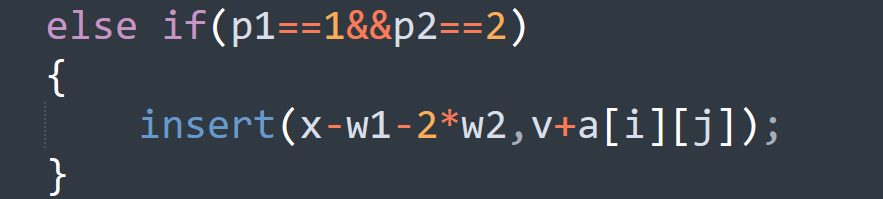 else if(p1==1&&p2==2)
{
insert(x-w1-2*w2,v+a[i][j]);
}